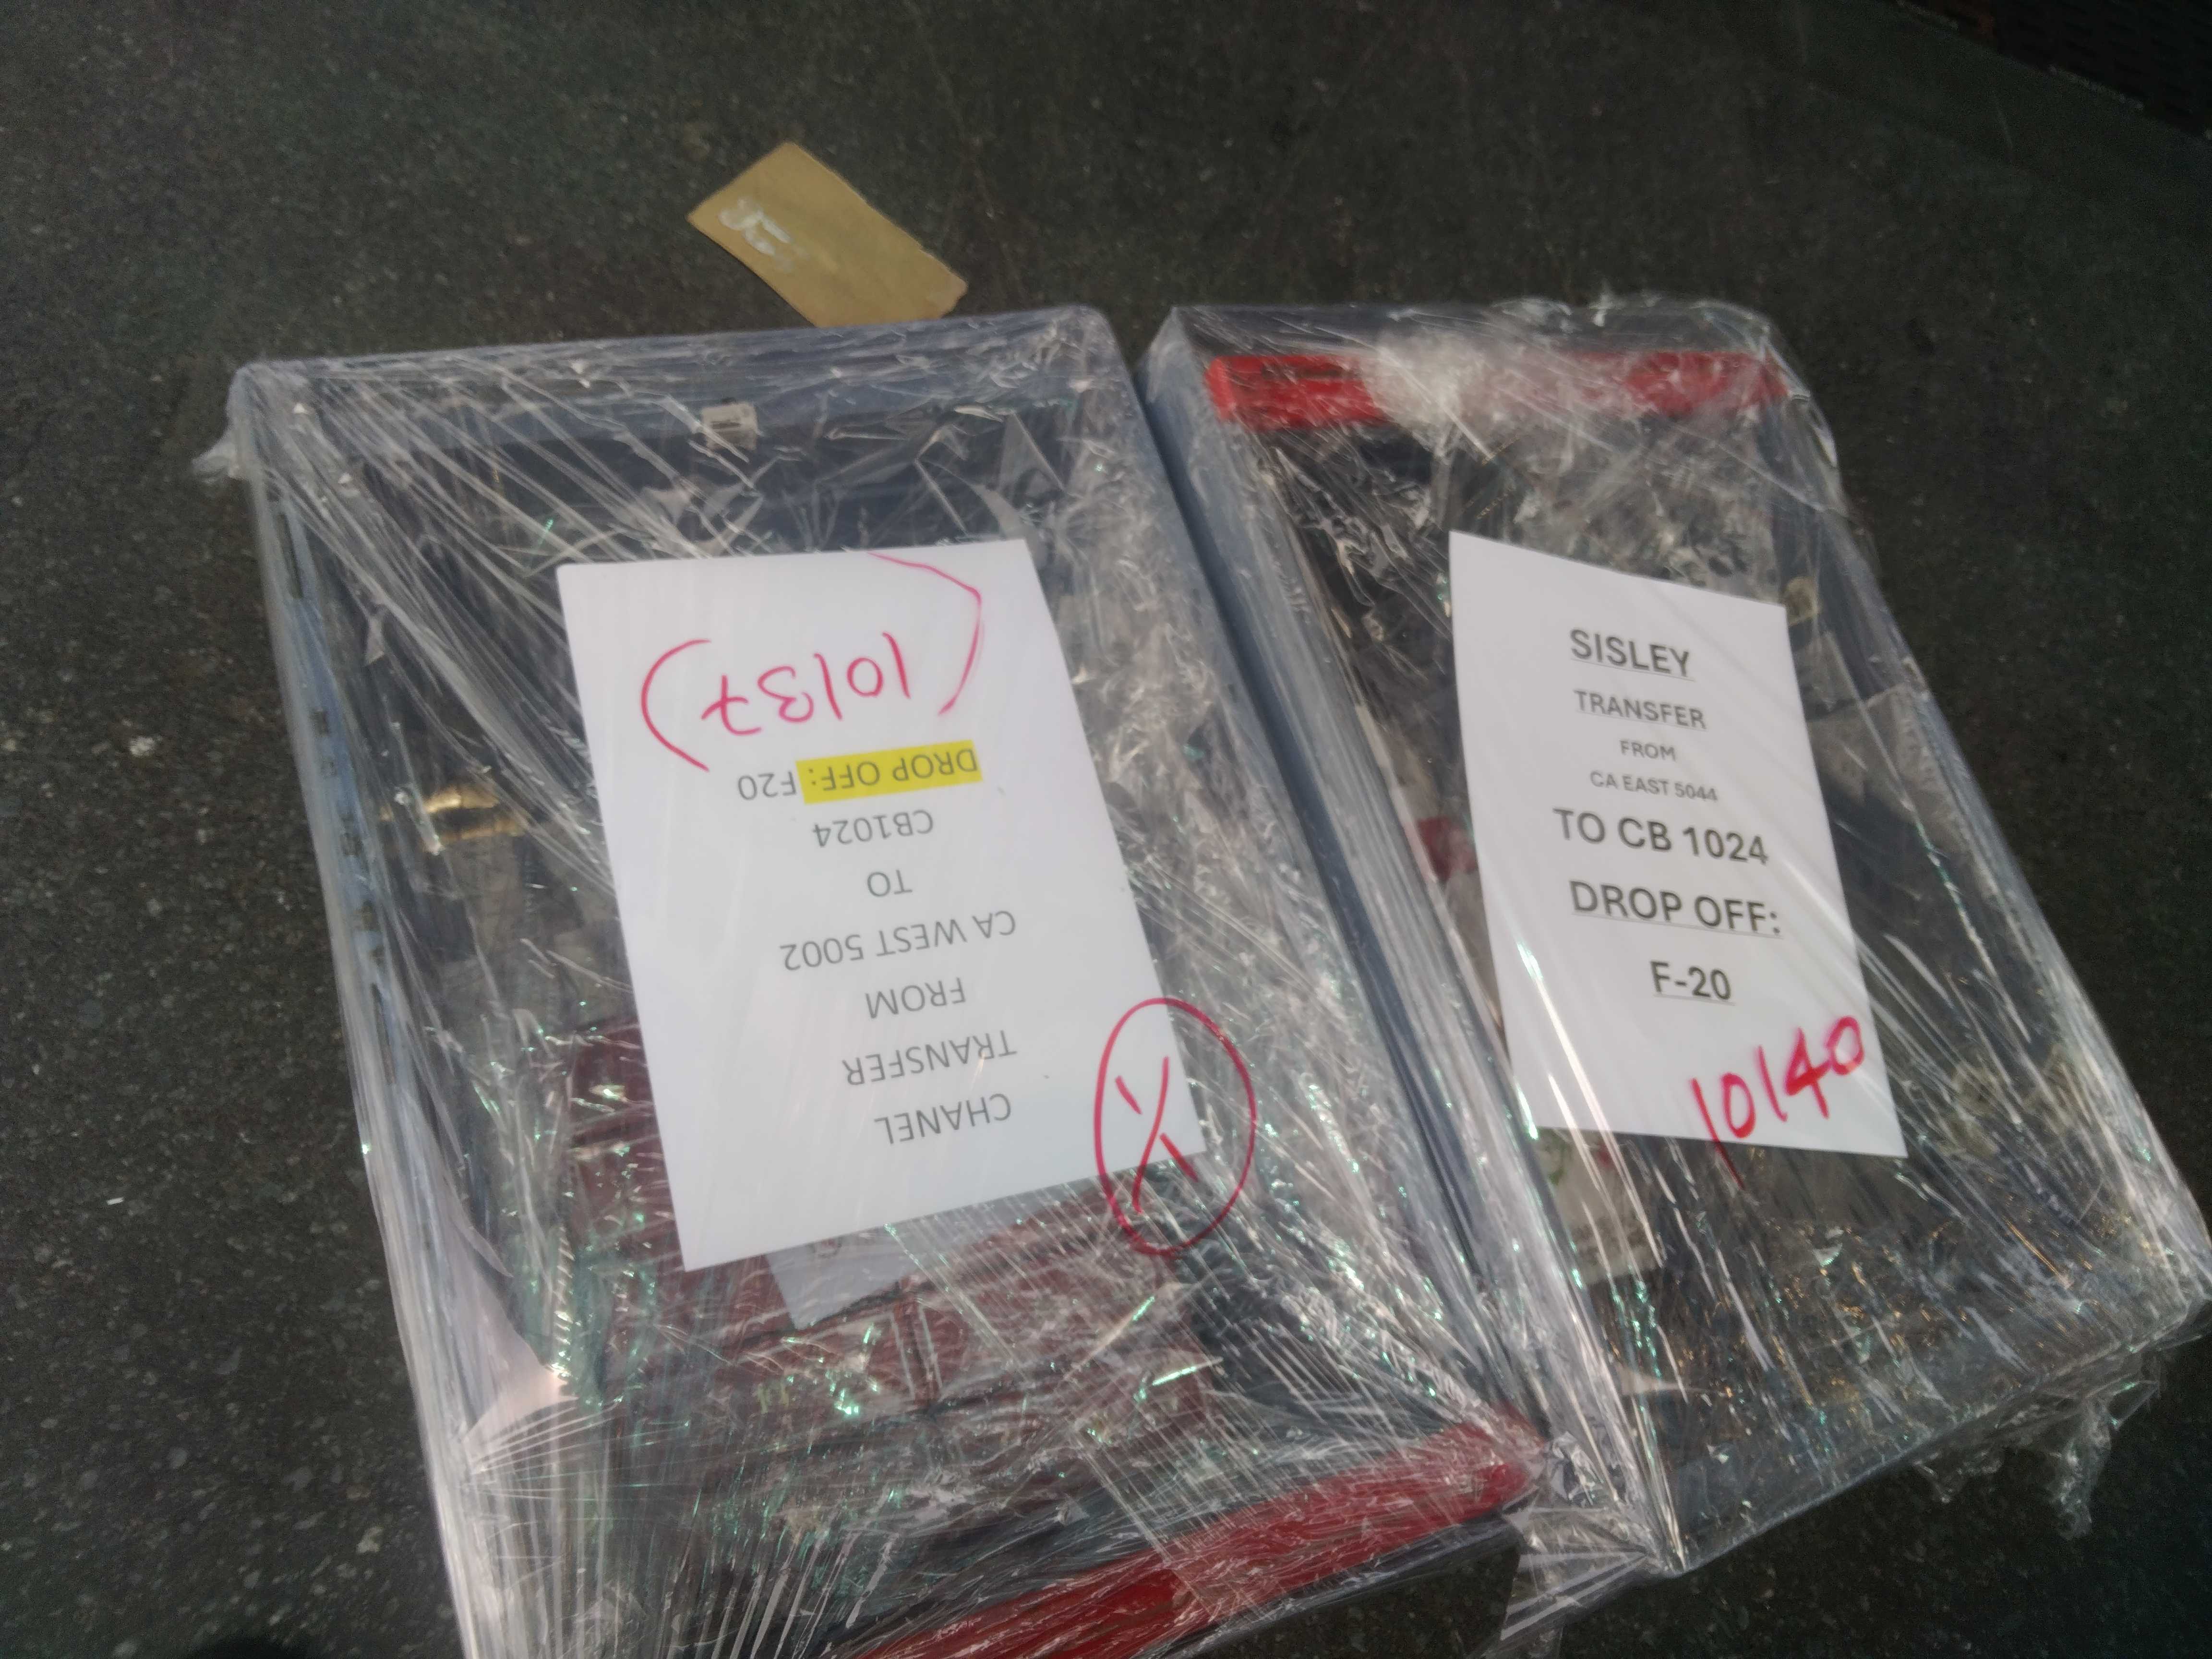 CHANEL
TRANSFER
FROM
CA WEST 5002
TO
CB1024
DROP OFF: F20
(10137)
SISLEY
TRANSFER
FROM
CA EAST 5044
TO CB 1024
DROP OFF:
F-20
10140